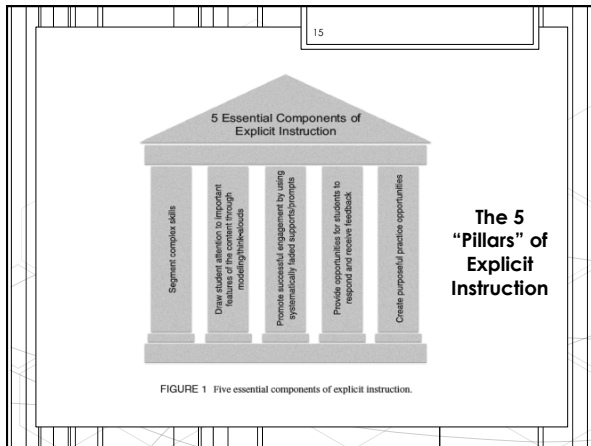 15
5 Essential Components of
Explicit Instruction
Segment complex skills
Draw student attention to important
features of the content through
modeling/think-alouds
Promote successful engagement by using
systematically faded supports/prompts
Provide opportunities for students to
respond and receive feedback
Create purposeful practice opportunities
The 5
“Pillars” of
Explicit
Instruction
FIGURE 1 Five essential components of explicit instruction.